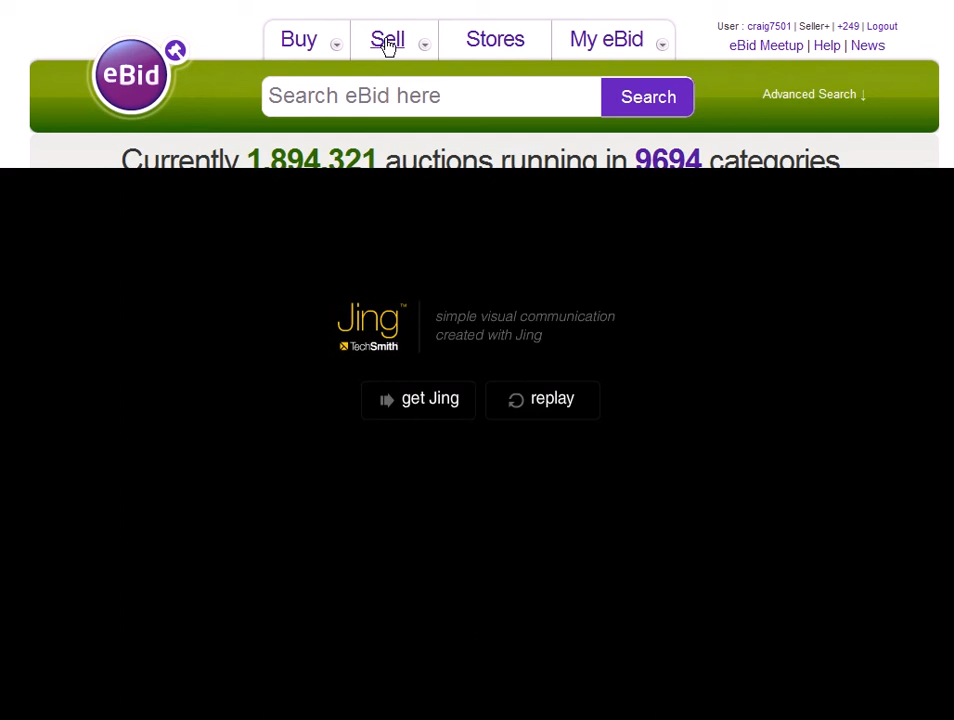 Buy Sell Stores My eBid
User : craig7501 | Seller+ | +249 | Logout
eBid Meetup | Help | News
eBid
Search eBid here Search
Advanced Search ↓
Currently 1,894,321 auctions running in 9694 categories
Jing™
TechSmith
simple visual communication
created with Jing
get Jing replay